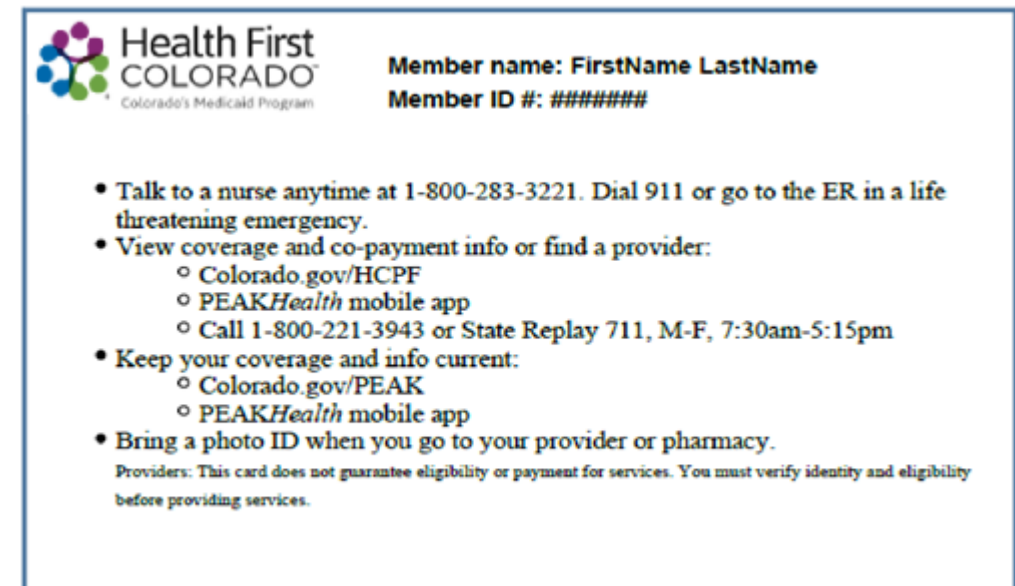 Health First
COLORADO™
Colorado's Medicaid Program
Member name: FirstName LastName
Member ID #: #######
• Talk to a nurse anytime at 1-800-283-3221. Dial 911 or go to the ER in a life
threatening emergency.
• View coverage and co-payment info or find a provider:
○ Colorado.gov/HCPF
○ PEAKHealth mobile app
○ Call 1-800-221-3943 or State Replay 711, M-F, 7:30am-5:15pm
• Keep your coverage and info current:
○ Colorado.gov/PEAK
○ PEAKHealth mobile app
• Bring a photo ID when you go to your provider or pharmacy.
Providers: This card does not guarantee eligibility or payment for services. You must verify identity and eligibility
before providing services.